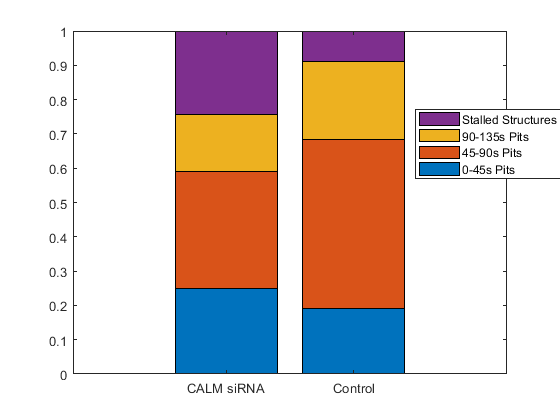 1
0.9
0.8
0.7
0.6
0.5
0.4
0.3
0.2
0.1
0
Stalled Structures
90-135s Pits
45-90s Pits
0-45s Pits
CALM siRNA
Control